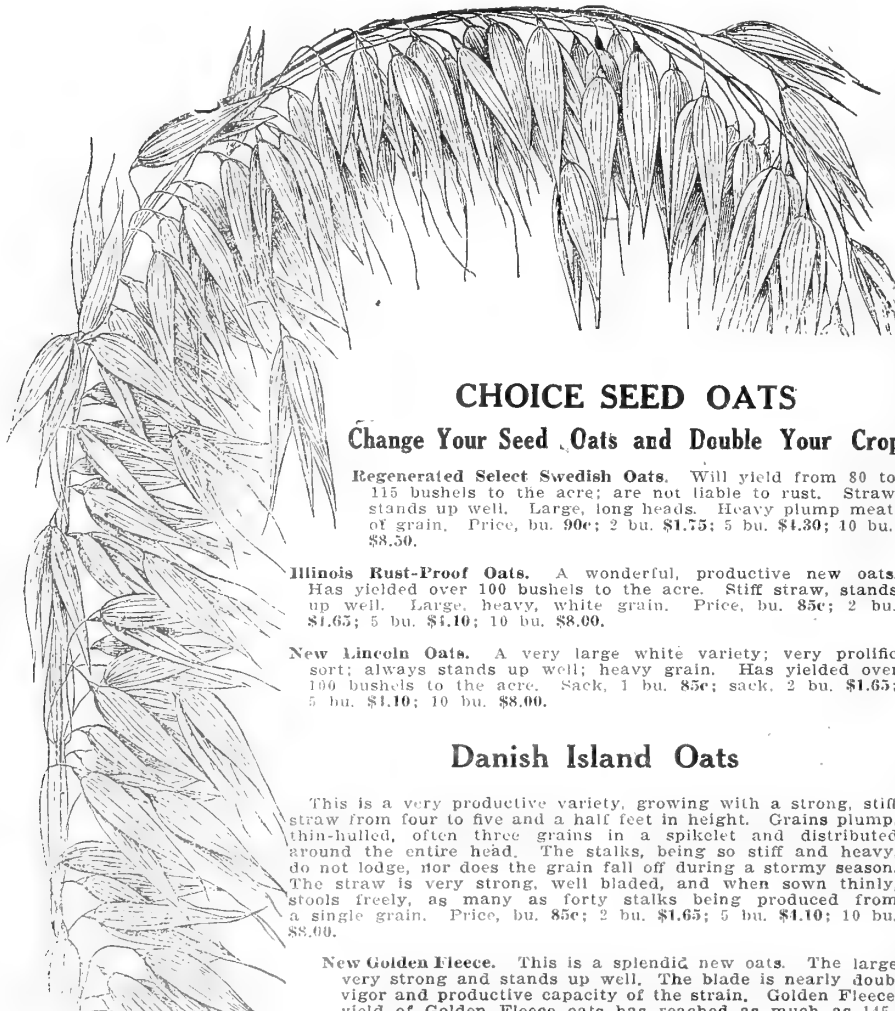 CHOICE SEED OATS
Change Your Seed Oats and Double Your Crop
Regenerated Select Swedish Oats. Will yield from 80 to
115 bushels to the acre; are not liable to rust. Straw
stands up well. Large, long heads. Heavy plump meat
of grain. Price, bu. 90c; 2 bu. $1.75; 5 bu. $4.30; 10 bu.
$8.50.
Illinois Rust-Proof Oats. A wonderful, productive new oats.
Has yielded over 100 bushels to the acre. Stiff straw, stands
up well. Large, heavy, white grain. Price, bu. 85c; 2 bu.
$1.65; 5 bu. $4.10; 10 bu. $8.00.
New Lincoln Oats. A very large white variety; very prolific
sort; always stands up well; heavy grain. Has yielded over
100 bushels to the acre. Sack, 1 bu. 85c; sack, 2 bu. $1.65;
5 bu. $4.10; 10 bu. $8.00.
Danish Island Oats
This is a very productive variety, growing with a strong, stiff
straw from four to five and a half feet in height. Grains plump,
thin-hulled, often three grains in a spikelet and distributed
around the entire head. The stalks, being so stiff and heavy,
do not lodge, nor does the grain fall off during a stormy season.
The straw is very strong, well bladed, and when sown thinly,
stools freely, as many as forty stalks being produced from
a single grain. Price, bu. 85c; 2 bu. $1.65; 5 bu. $4.10; 10 bu.
$8.00.
New Golden Fleece. This is a splendid new oats. The large
very strong and stands up well. The blade is nearly doub
vigor and productive capacity of the strain. Golden Fleece
yield of Golden Fleece oats has reached as much as 145